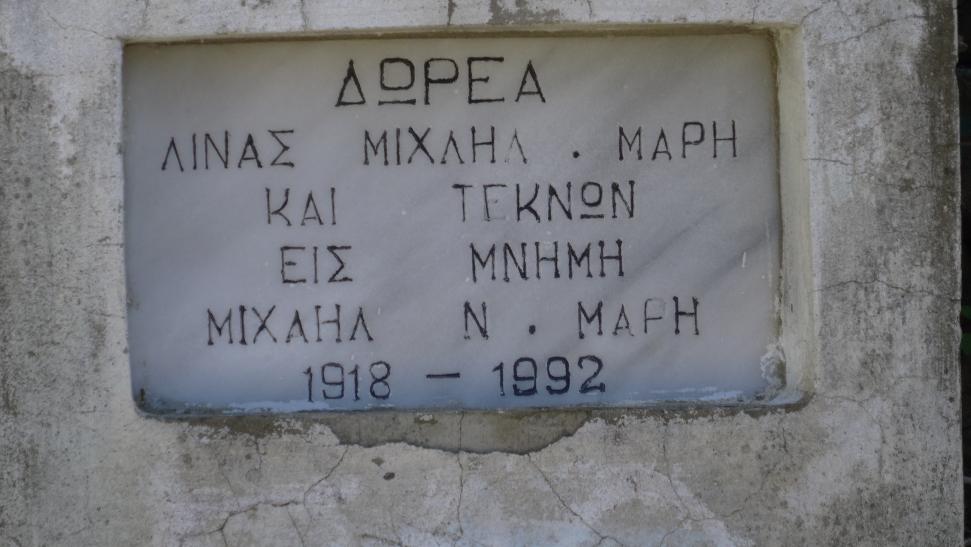 ΔΩΡΕΑ
ΛΙΝΑΣ ΜΙΧΑΗΛ . ΜΑΡΗ
ΚΑΙ ΤΕΚΝΩΝ
ΕΙΣ ΜΝΗΜΗ
ΜΙΧΑΗΛ Ν . ΜΑΡΗ
1918 – 1992